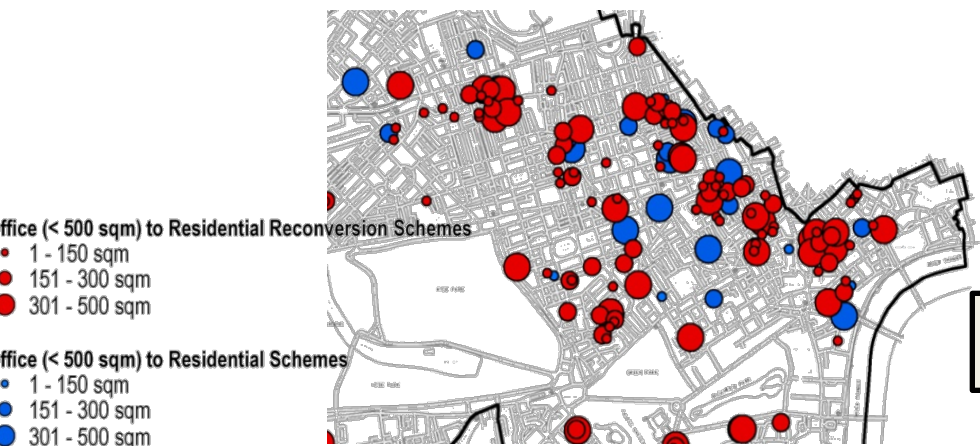 ffice (< 500 sqm) to Residential Reconversion Schemes
1 - 150 sqm
151 - 300 sqm
301 - 500 sqm
ffice (< 500 sqm) to Residential Schemes
1 - 150 sqm
151 - 300 sqm
301 - 500 sqm